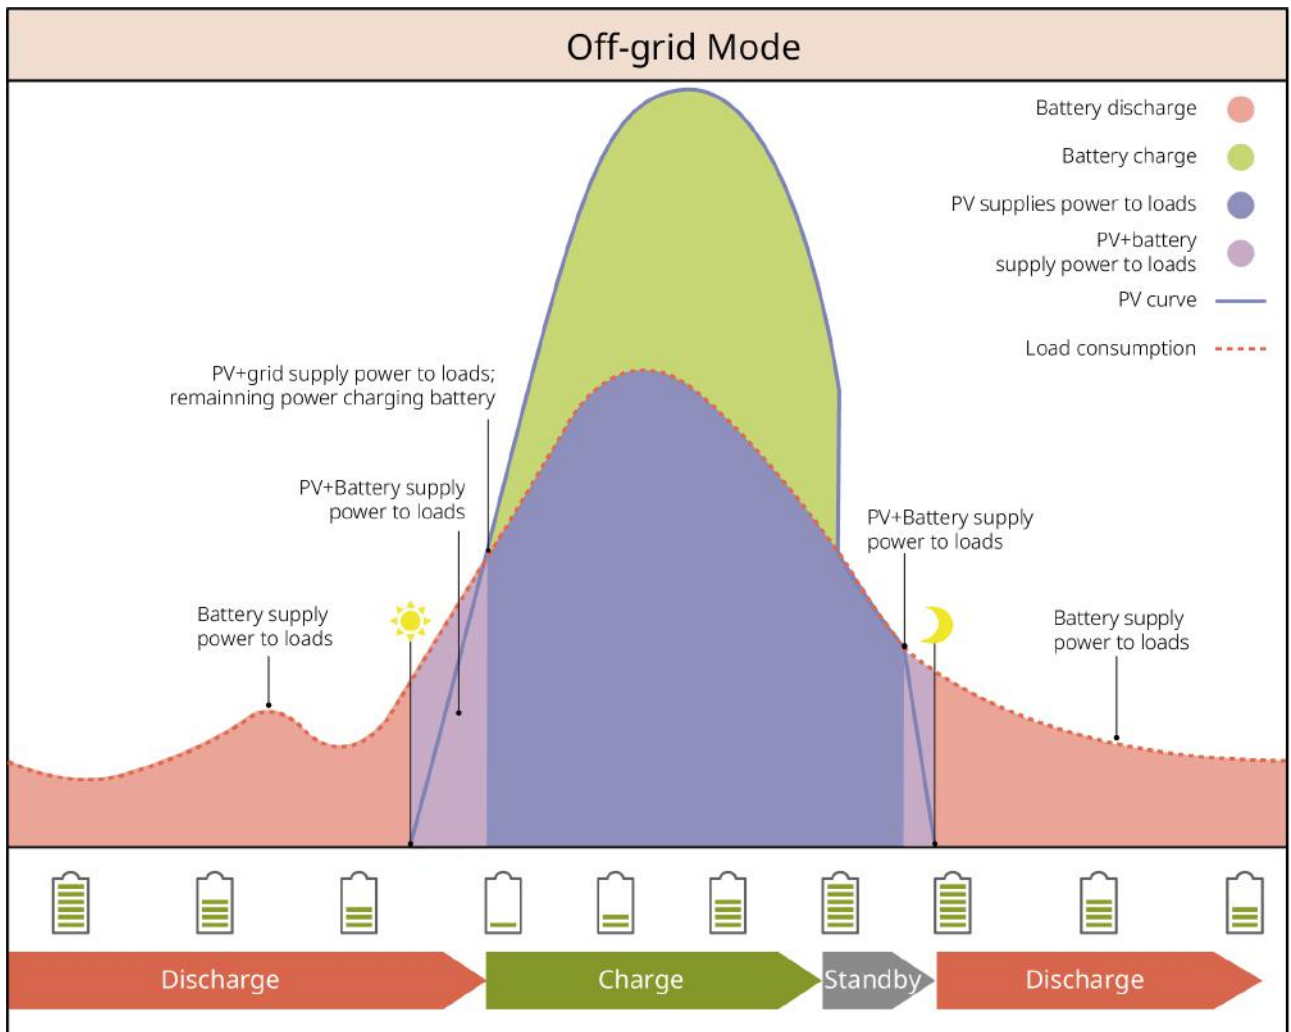 Off-grid Mode
Battery discharge
Battery charge
PV supplies power to loads
PV+battery
supply power to loads
PV curve
Load consumption
PV+grid supply power to loads;
remainning power charging battery
PV+Battery supply
power to loads
PV+Battery supply
power to loads
Battery supply
power to loads
Battery supply
power to loads
Discharge
Charge
Standby
Discharge